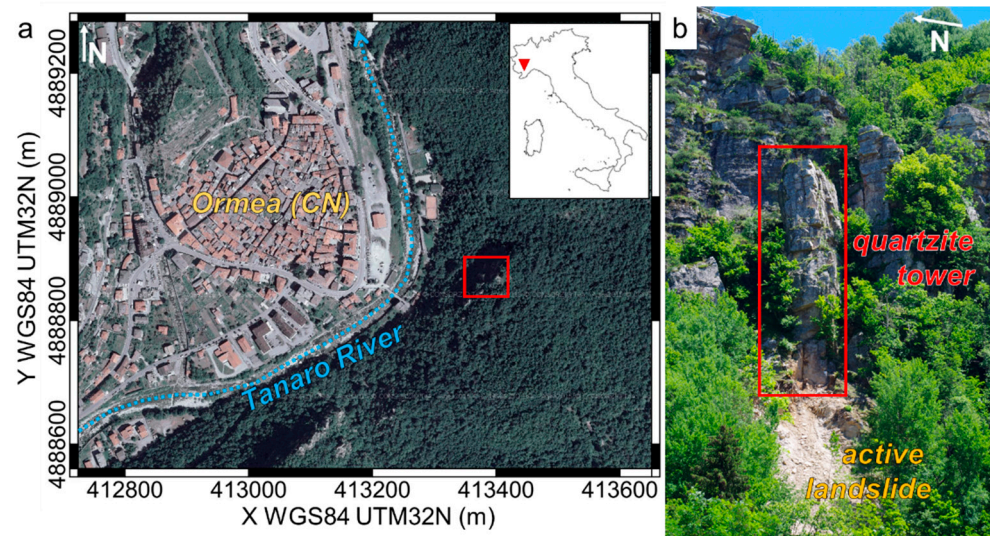 a
N
4889200
4889000
4888800
4888600
Y WGS84 UTM32N (m)
Ormea (CN)
Tanaro River
412800
413000
413200
413400
413600
X WGS84 UTM32N (m)
b
N
quartzite
tower
active
landslide